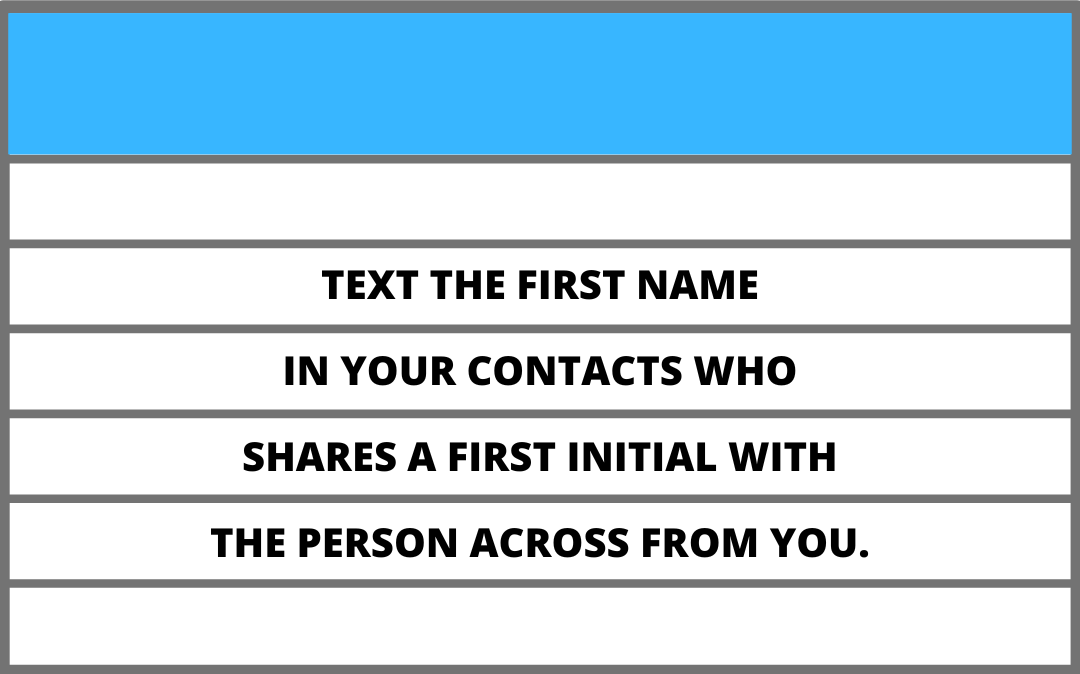 TEXT THE FIRST NAME
IN YOUR CONTACTS WHO
SHARES A FIRST INITIAL WITH
THE PERSON ACROSS FROM YOU.